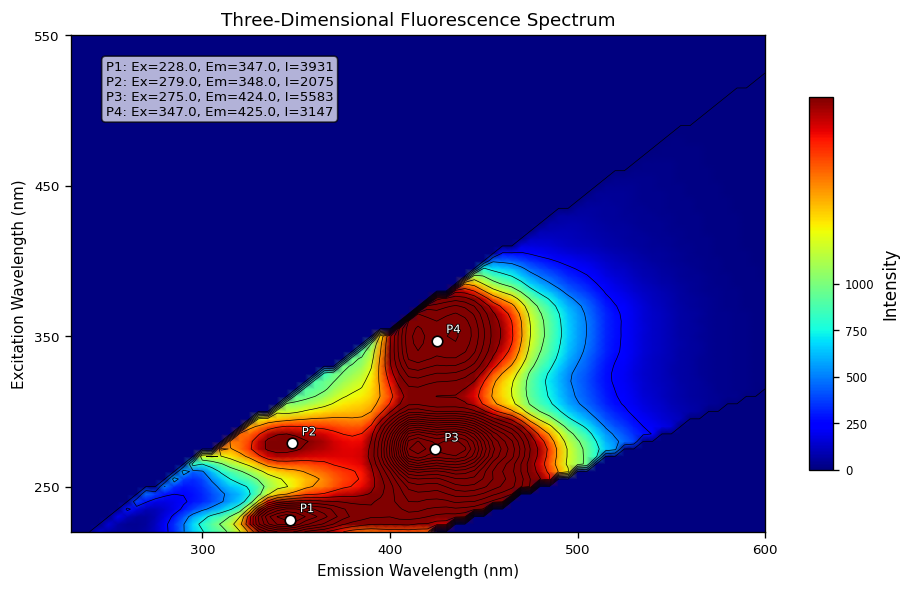 Three-Dimensional Fluorescence Spectrum
550
P1: Ex=228.0, Em=347.0, I=3931
P2: Ex=279.0, Em=348.0, I=2075
P3: Ex=275.0, Em=424.0, I=5583
P4: Ex=347.0, Em=425.0, I=3147
450
350
250
Excitation Wavelength (nm)
P4
P2
P3
P1
300
400
500
600
Emission Wavelength (nm)
1000
750
500
250
0
Intensity